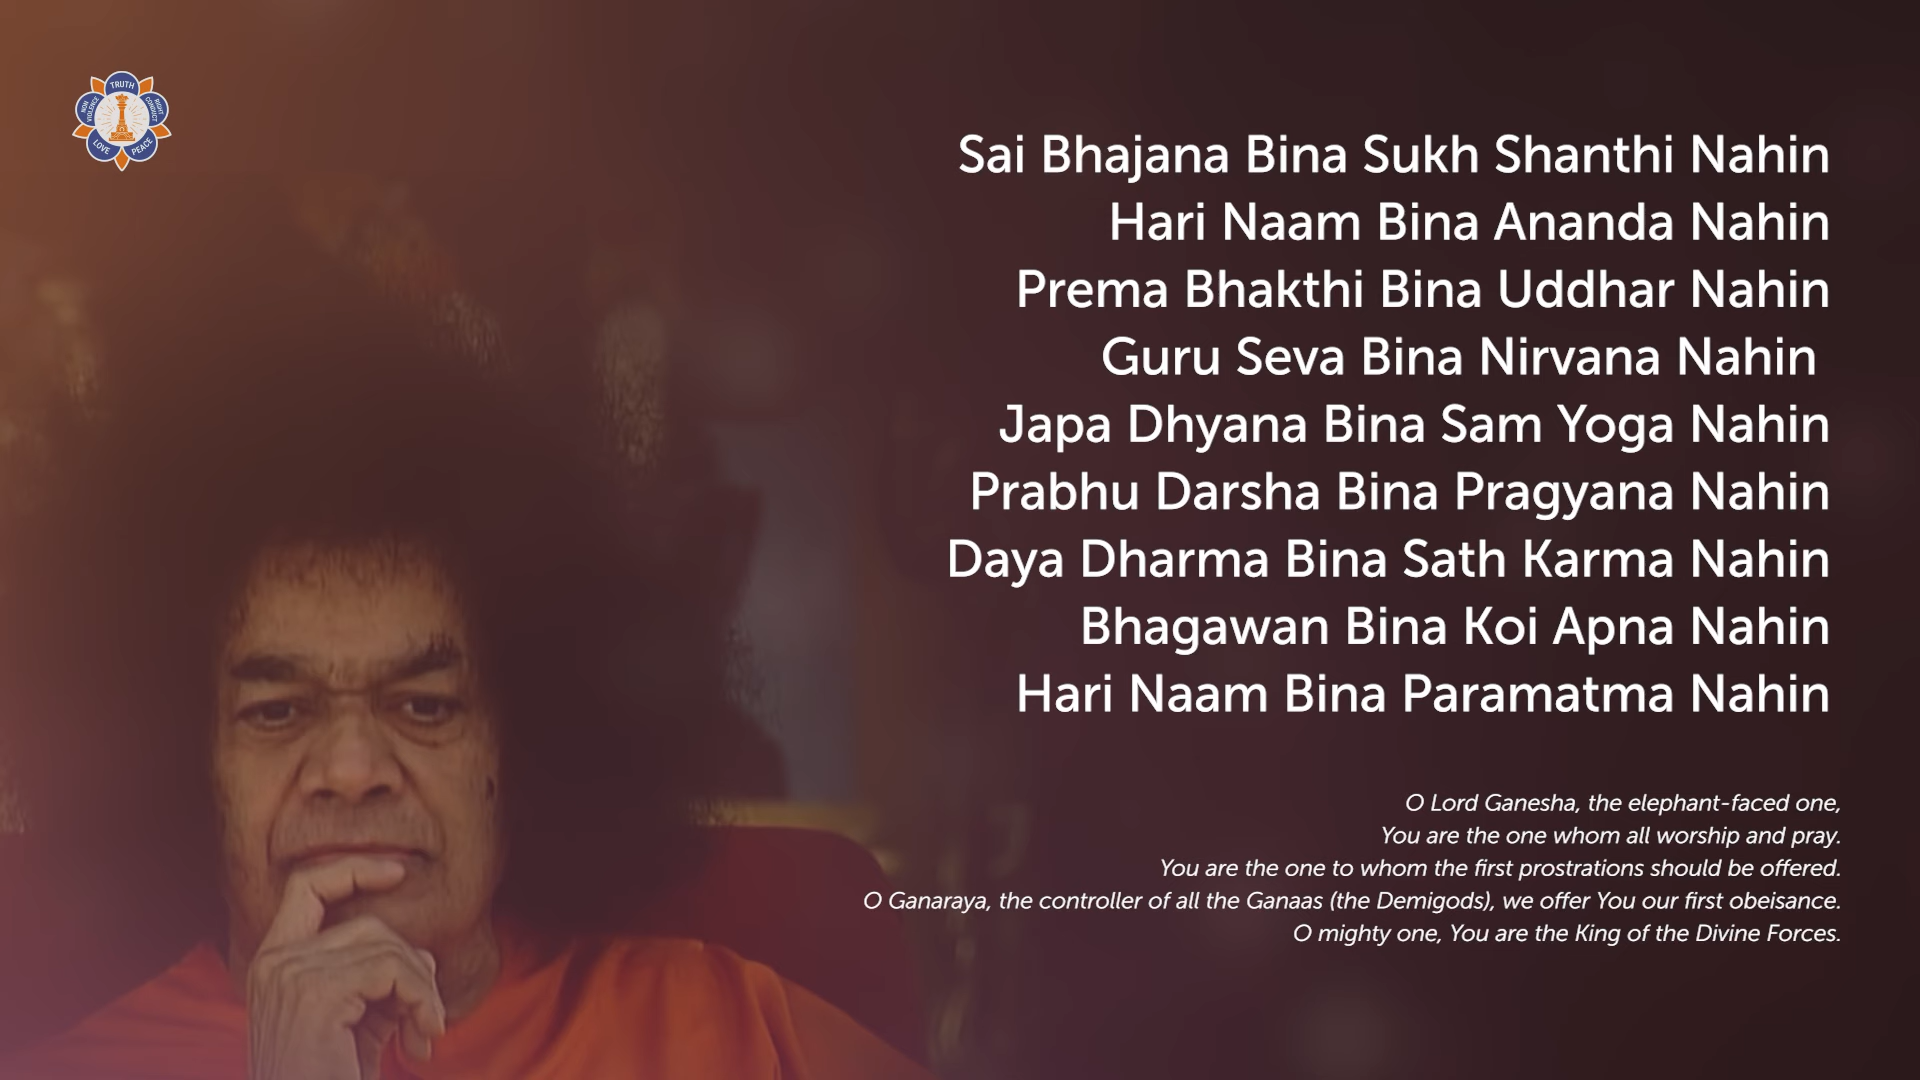 TRUTH
RIGHT CONDUCT
PEACE
LOVE
NON VIOLENCE
Sai Bhajana Bina Sukh Shanthi Nahin
Hari Naam Bina Ananda Nahin
Prema Bhakthi Bina Uddhar Nahin
Guru Seva Bina Nirvana Nahin
Japa Dhyana Bina Sam Yoga Nahin
Prabhu Darsha Bina Pragyana Nahin
Daya Dharma Bina Sath Karma Nahin
Bhagawan Bina Koi Apna Nahin
Hari Naam Bina Paramatma Nahin
O Lord Ganesha, the elephant-faced one,
You are the one whom all worship and pray.
You are the one to whom the first prostrations should be offered.
O Ganaraya, the controller of all the Ganaas (the Demigods), we offer You our first obeisance.
O mighty one, You are the King of the Divine Forces.